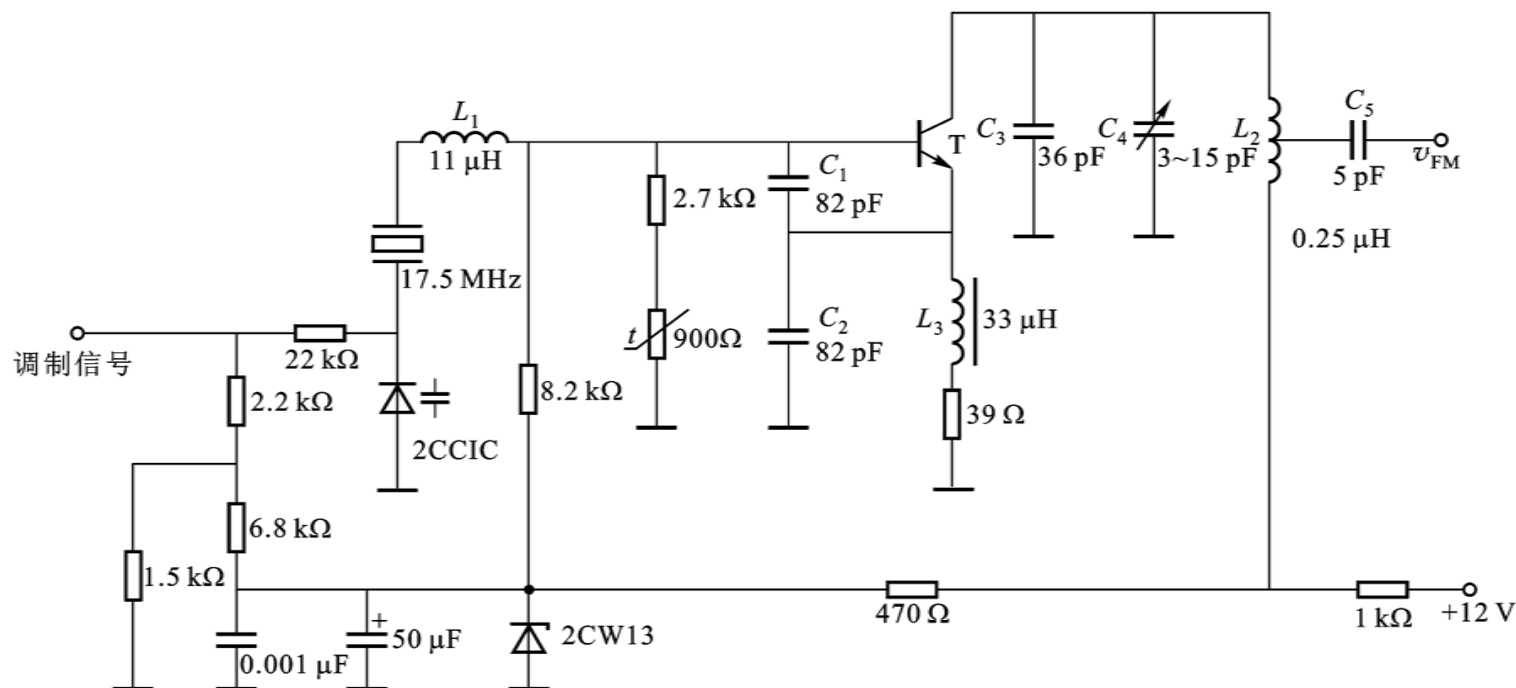 L₁
11 μH
17.5 MHz
调制信号
22 kΩ
2.2 kΩ
2CCIC
6.8 kΩ
1.5 kΩ
0.001 μF
+
50 μF
8.2 kΩ
2CW13
2.7 kΩ
t
900Ω
C₁
82 pF
C₂
82 pF
T
L₃
33 μH
39 Ω
C₃
36 pF
C₄
3~15 pF
L₂
0.25 μH
C₅
5 pF
v_FM
470 Ω
1 kΩ
+12 V